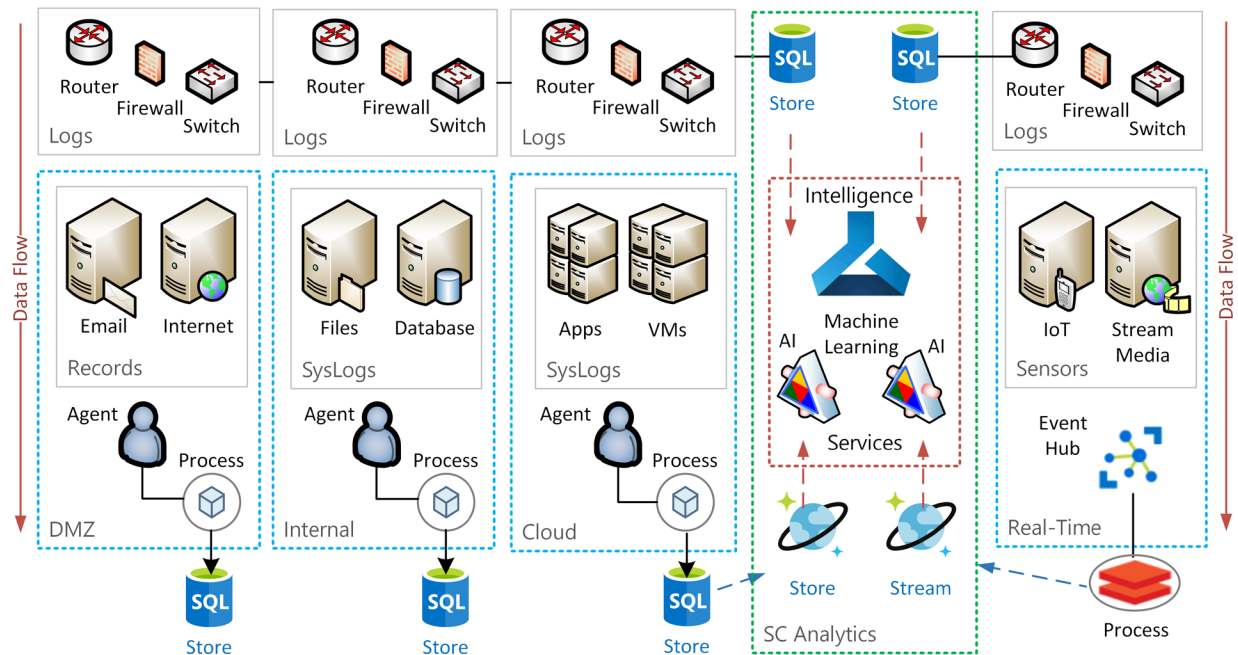 Router
Firewall
Switch
Logs
Router
Firewall
Switch
Logs
Router
Firewall
Switch
Logs
SQL
Store
SQL
Store
Router
Firewall
Switch
Logs
Data Flow
Email
Internet
Records
Agent
Process
DMZ
SQL
Store
Files
Database
SysLogs
Agent
Process
Internal
SQL
Store
Apps
VMs
SysLogs
Agent
Process
Cloud
SQL
Store
Intelligence
Machine
Learning
AI
AI
Services
Store
Stream
SC Analytics
IoT
Stream
Media
Sensors
Event
Hub
Real-Time
Process
Data Flow